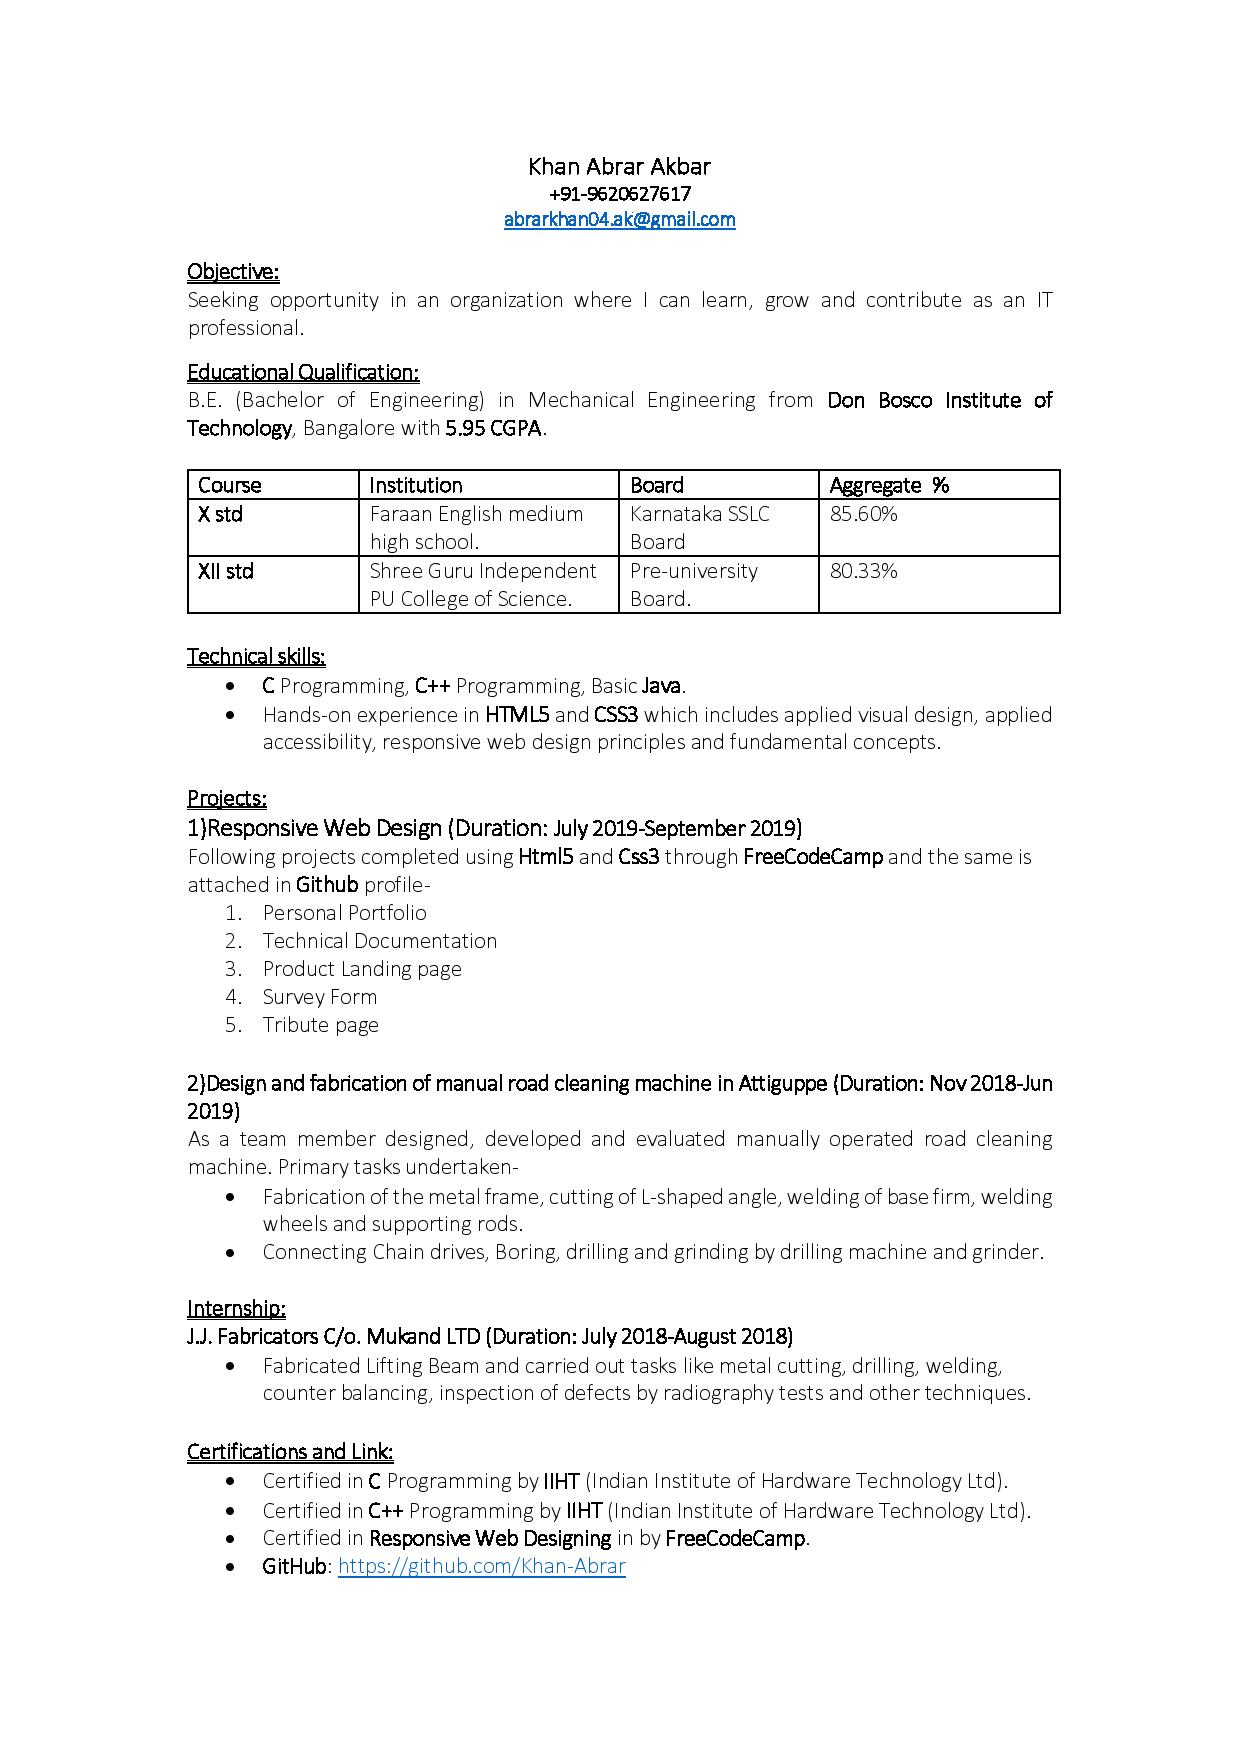 Khan Abrar Akbar
+91-9620627617
abrarkhan04.ak@gmail.com
Objective:
Seeking opportunity in an organization where I can learn, grow and contribute as an IT
professional.
Educational Qualification:
B.E. (Bachelor of Engineering) in Mechanical Engineering from Don Bosco Institute of
Technology, Bangalore with 5.95 CGPA.
Course Institution Board Aggregate %
X std Faraan English medium Karnataka SSLC 85.60%
high school. Board
XII std Shree Guru Independent Pre-university 80.33%
PU College of Science. Board.
Technical skills:
• C Programming, C++ Programming, Basic Java.
• Hands-on experience in HTML5 and CSS3 which includes applied visual design, applied
accessibility, responsive web design principles and fundamental concepts.
Projects:
1)Responsive Web Design (Duration: July 2019-September 2019)
Following projects completed using Html5 and Css3 through FreeCodeCamp and the same is
attached in Github profile-
1. Personal Portfolio
2. Technical Documentation
3. Product Landing page
4. Survey Form
5. Tribute page
2)Design and fabrication of manual road cleaning machine in Attiguppe (Duration: Nov 2018-Jun
2019)
As a team member designed, developed and evaluated manually operated road cleaning
machine. Primary tasks undertaken-
• Fabrication of the metal frame, cutting of L-shaped angle, welding of base firm, welding
wheels and supporting rods.
• Connecting Chain drives, Boring, drilling and grinding by drilling machine and grinder.
Internship:
J.J. Fabricators C/o. Mukand LTD (Duration: July 2018-August 2018)
• Fabricated Lifting Beam and carried out tasks like metal cutting, drilling, welding,
counter balancing, inspection of defects by radiography tests and other techniques.
Certifications and Link:
• Certified in C Programming by IIHT (Indian Institute of Hardware Technology Ltd).
• Certified in C++ Programming by IIHT (Indian Institute of Hardware Technology Ltd).
• Certified in Responsive Web Designing in by FreeCodeCamp.
• GitHub: https://github.com/Khan-Abrar